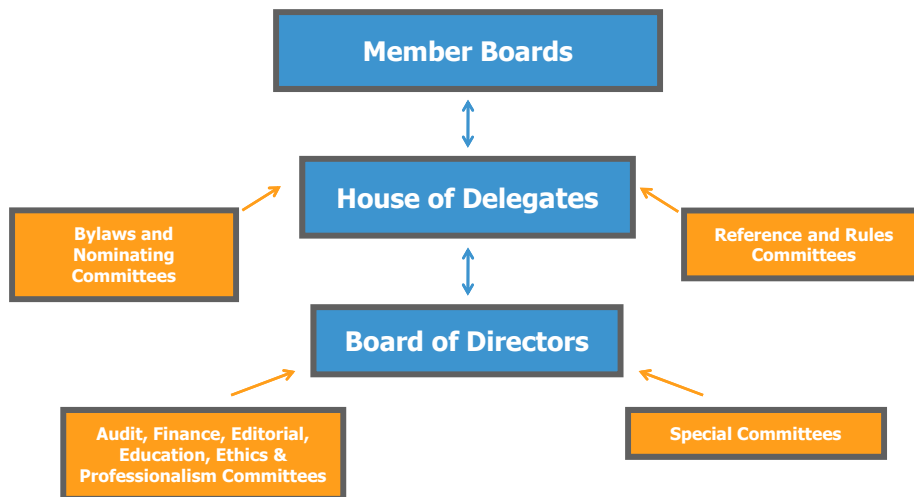 Member Boards
House of Delegates
Bylaws and
Nominating
Committees
Reference and Rules
Committees
Board of Directors
Audit, Finance, Editorial,
Education, Ethics &
Professionalism Committees
Special Committees